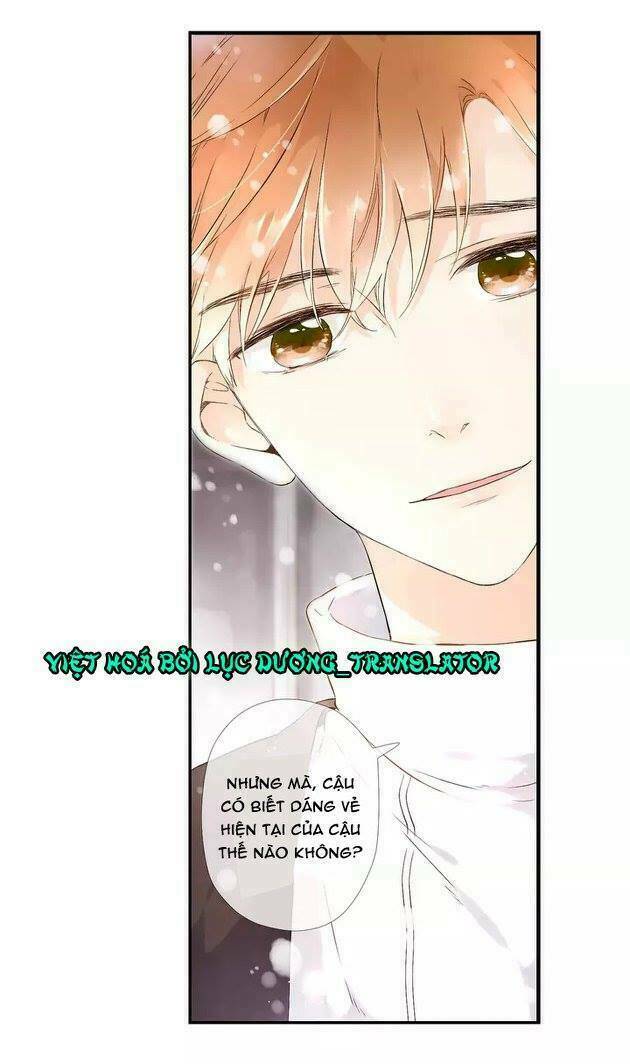 VIỆT HOÁ BỞI LỤC DƯƠNG_TRANSLATOR
NHƯNG MÀ, CẬU
CÓ BIẾT DÁNG VẺ
HIỆN TẠI CỦA CẬU
THẾ NÀO KHÔNG?